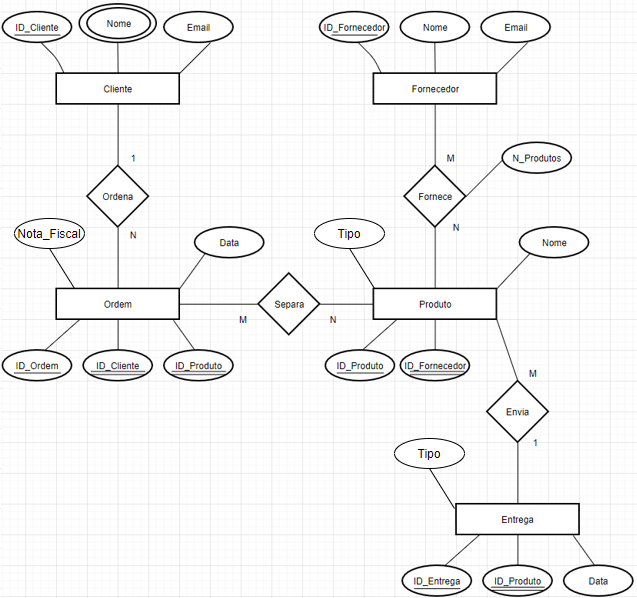 ID_Cliente
Nome
Email
ID_Fornecedor
Nome
Email
Cliente
Fornecedor
1
M
N_Produtos
Ordena
Fornece
N
N
Nota_Fiscal
Data
Tipo
Nome
Ordem
Separa
Produto
M
N
ID_Ordem
ID_Cliente
ID_Produto
ID_Produto
ID_Fornecedor
M
Envia
1
Tipo
Entrega
ID_Entrega
ID_Produto
Data